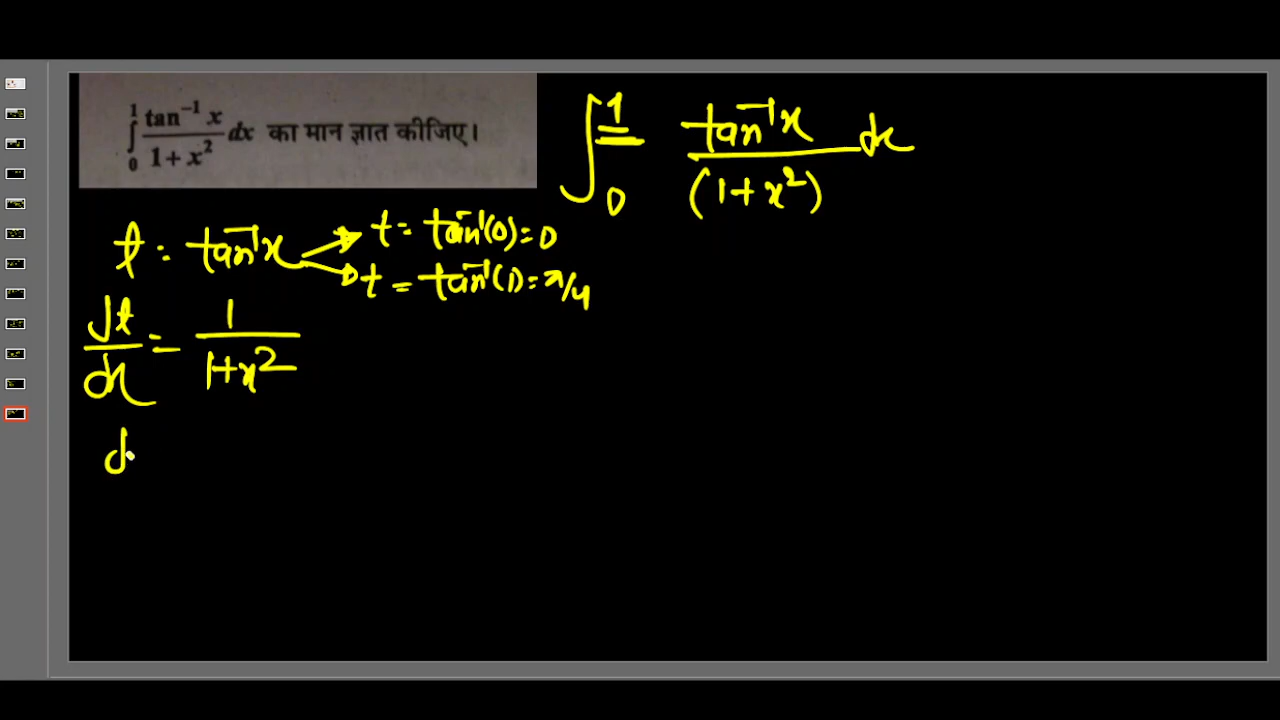 ∫₀¹ tan⁻¹ x / 1 + x² dx का मान ज्ञात कीजिए।
∫₀¹ tan⁻¹x / (1 + x²) dx
t = tan⁻¹x
t = tan⁻¹(0) = 0
t = tan⁻¹(1) = π/4
dt/dx = 1 / 1+x²
d